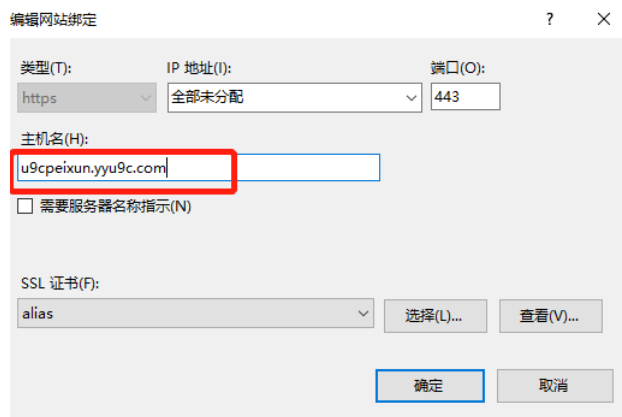 编辑网站绑定 ? ×
类型(T): IP 地址(I): 端口(O):
https 全部未分配 443
主机名(H):
u9cpeixun.yyu9c.com
需要服务器名称指示(N)
SSL 证书(F):
alias 选择(L)... 查看(V)...
确定 取消